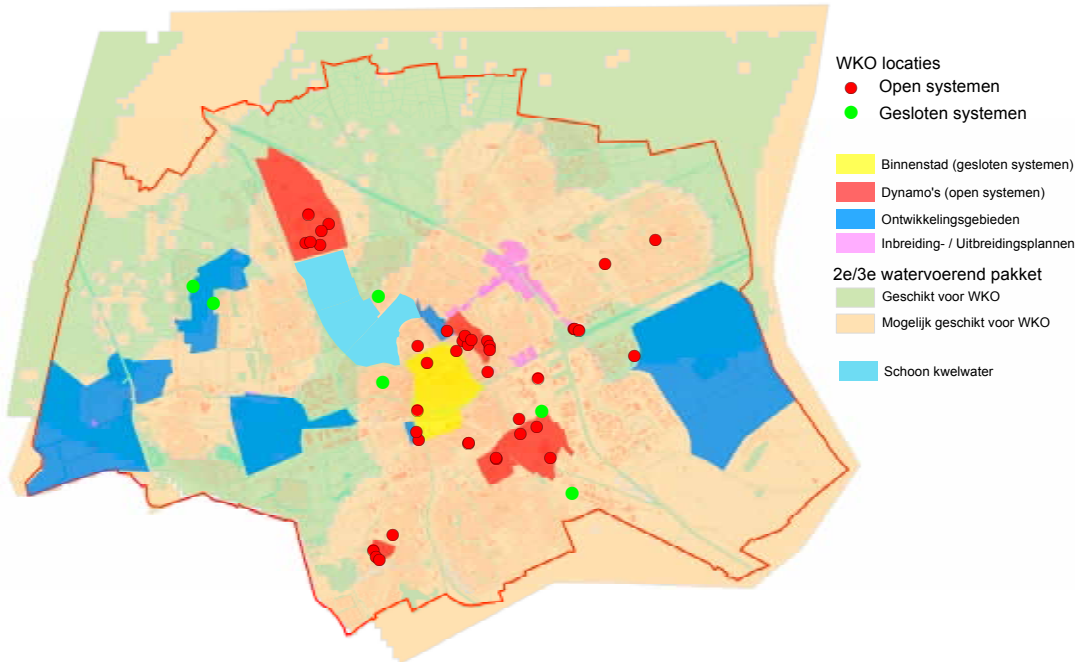 WKO locaties
Open systemen
Gesloten systemen
Binnenstad (gesloten systemen)
Dynamo's (open systemen)
Ontwikkelingsgebieden
Inbreiding- / Uitbreidingsplannen
2e/3e watervoerend pakket
Geschikt voor WKO
Mogelijk geschikt voor WKO
Schoon kwelwater